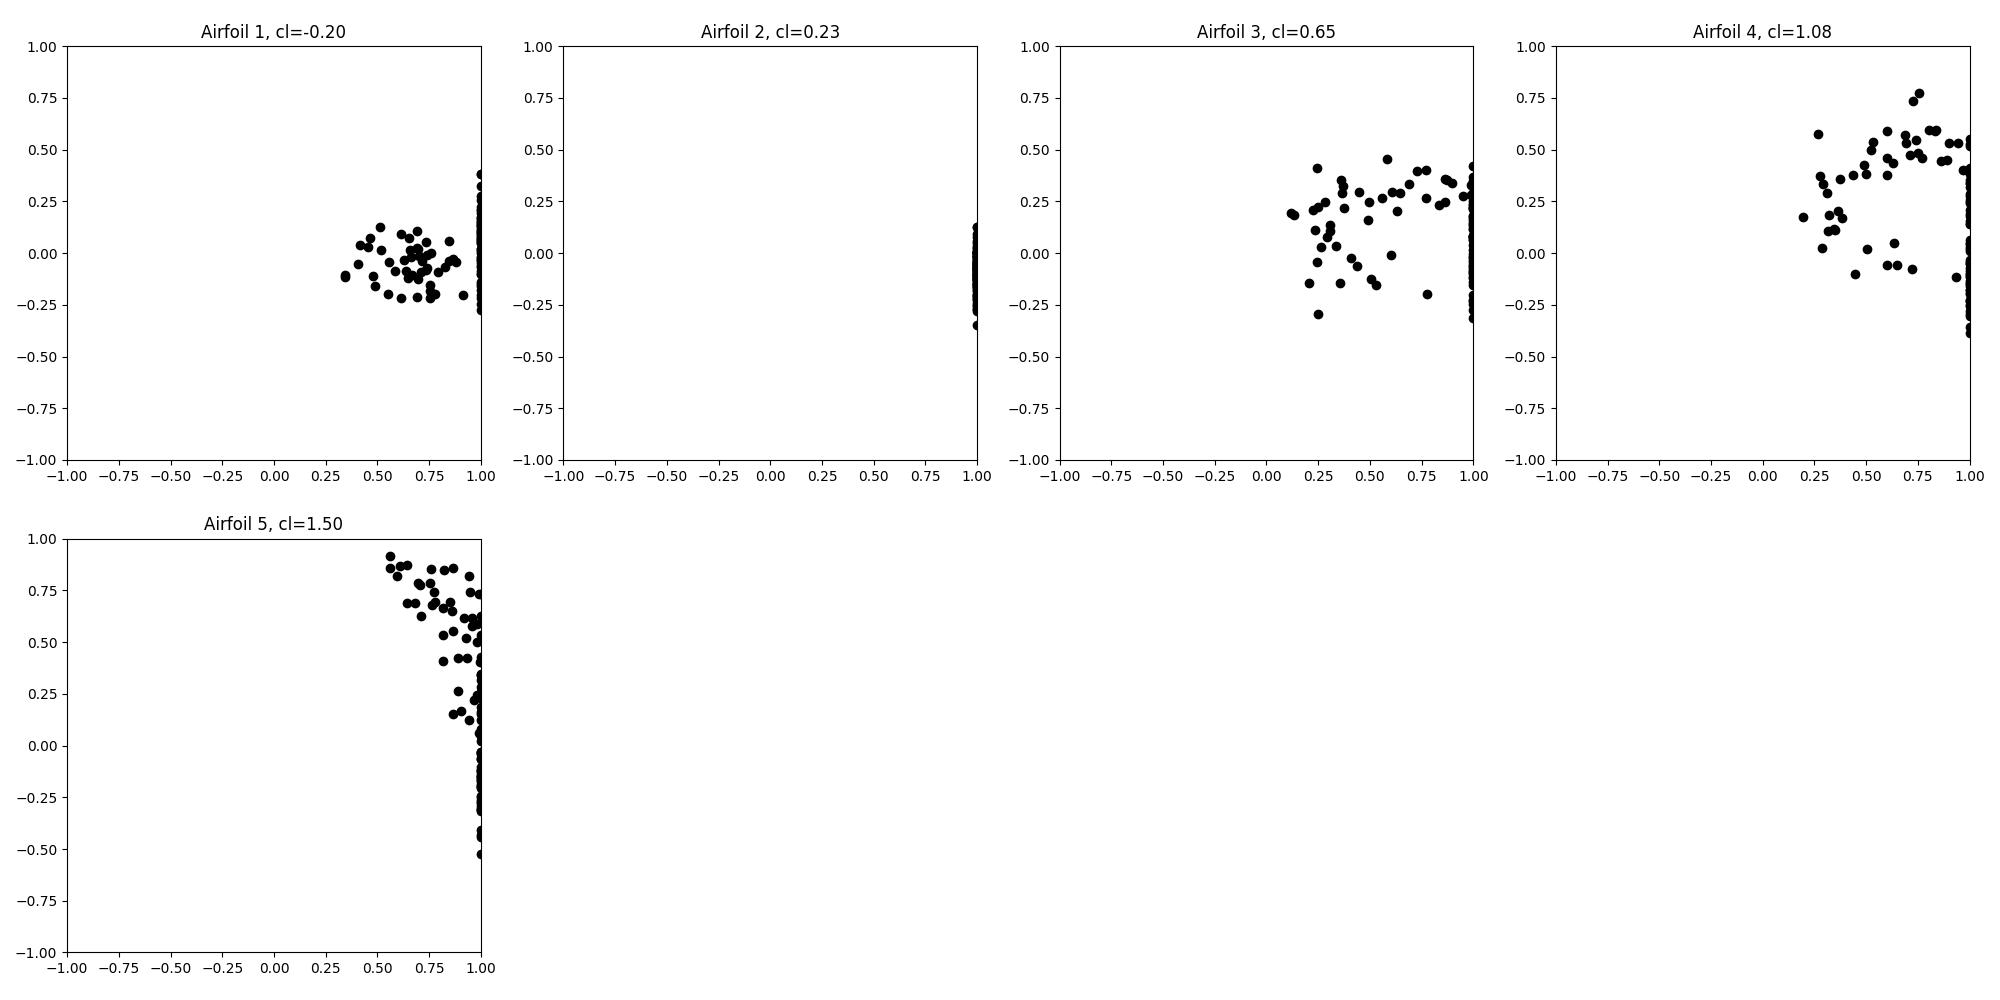 Airfoil 1, cl=-0.20
Airfoil 2, cl=0.23
Airfoil 3, cl=0.65
Airfoil 4, cl=1.08
1.00 1.00 1.00 1.00
0.75 0.75 0.75 0.75
0.50 0.50 0.50 0.50
0.25 0.25 0.25 0.25
0.00 0.00 0.00 0.00
−0.25 −0.25 −0.25 −0.25
−0.50 −0.50 −0.50 −0.50
−0.75 −0.75 −0.75 −0.75
−1.00 −1.00 −1.00 −1.00
−1.00 −0.75 −0.50 −0.25 0.00 0.25 0.50 0.75 1.00
−1.00 −0.75 −0.50 −0.25 0.00 0.25 0.50 0.75 1.00
−1.00 −0.75 −0.50 −0.25 0.00 0.25 0.50 0.75 1.00
−1.00 −0.75 −0.50 −0.25 0.00 0.25 0.50 0.75 1.00
Airfoil 5, cl=1.50
1.00
0.75
0.50
0.25
0.00
−0.25
−0.50
−0.75
−1.00
−1.00 −0.75 −0.50 −0.25 0.00 0.25 0.50 0.75 1.00